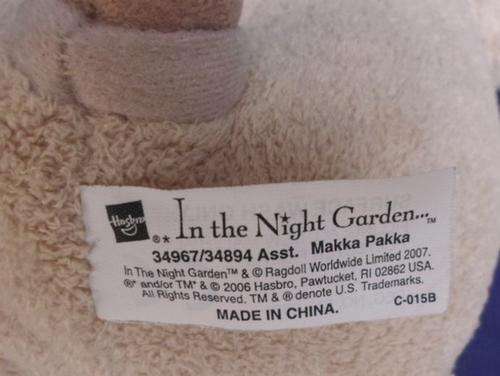 Hasbro
®* In the Night Garden...™
34967/34894 Asst. Makka Pakka
In The Night Garden™ & © Ragdoll Worldwide Limited 2007.
®* and/or TM* & © 2006 Hasbro, Pawtucket, RI 02862 USA.
All Rights Reserved. TM & ® denote U.S. Trademarks.
MADE IN CHINA.
C-015B